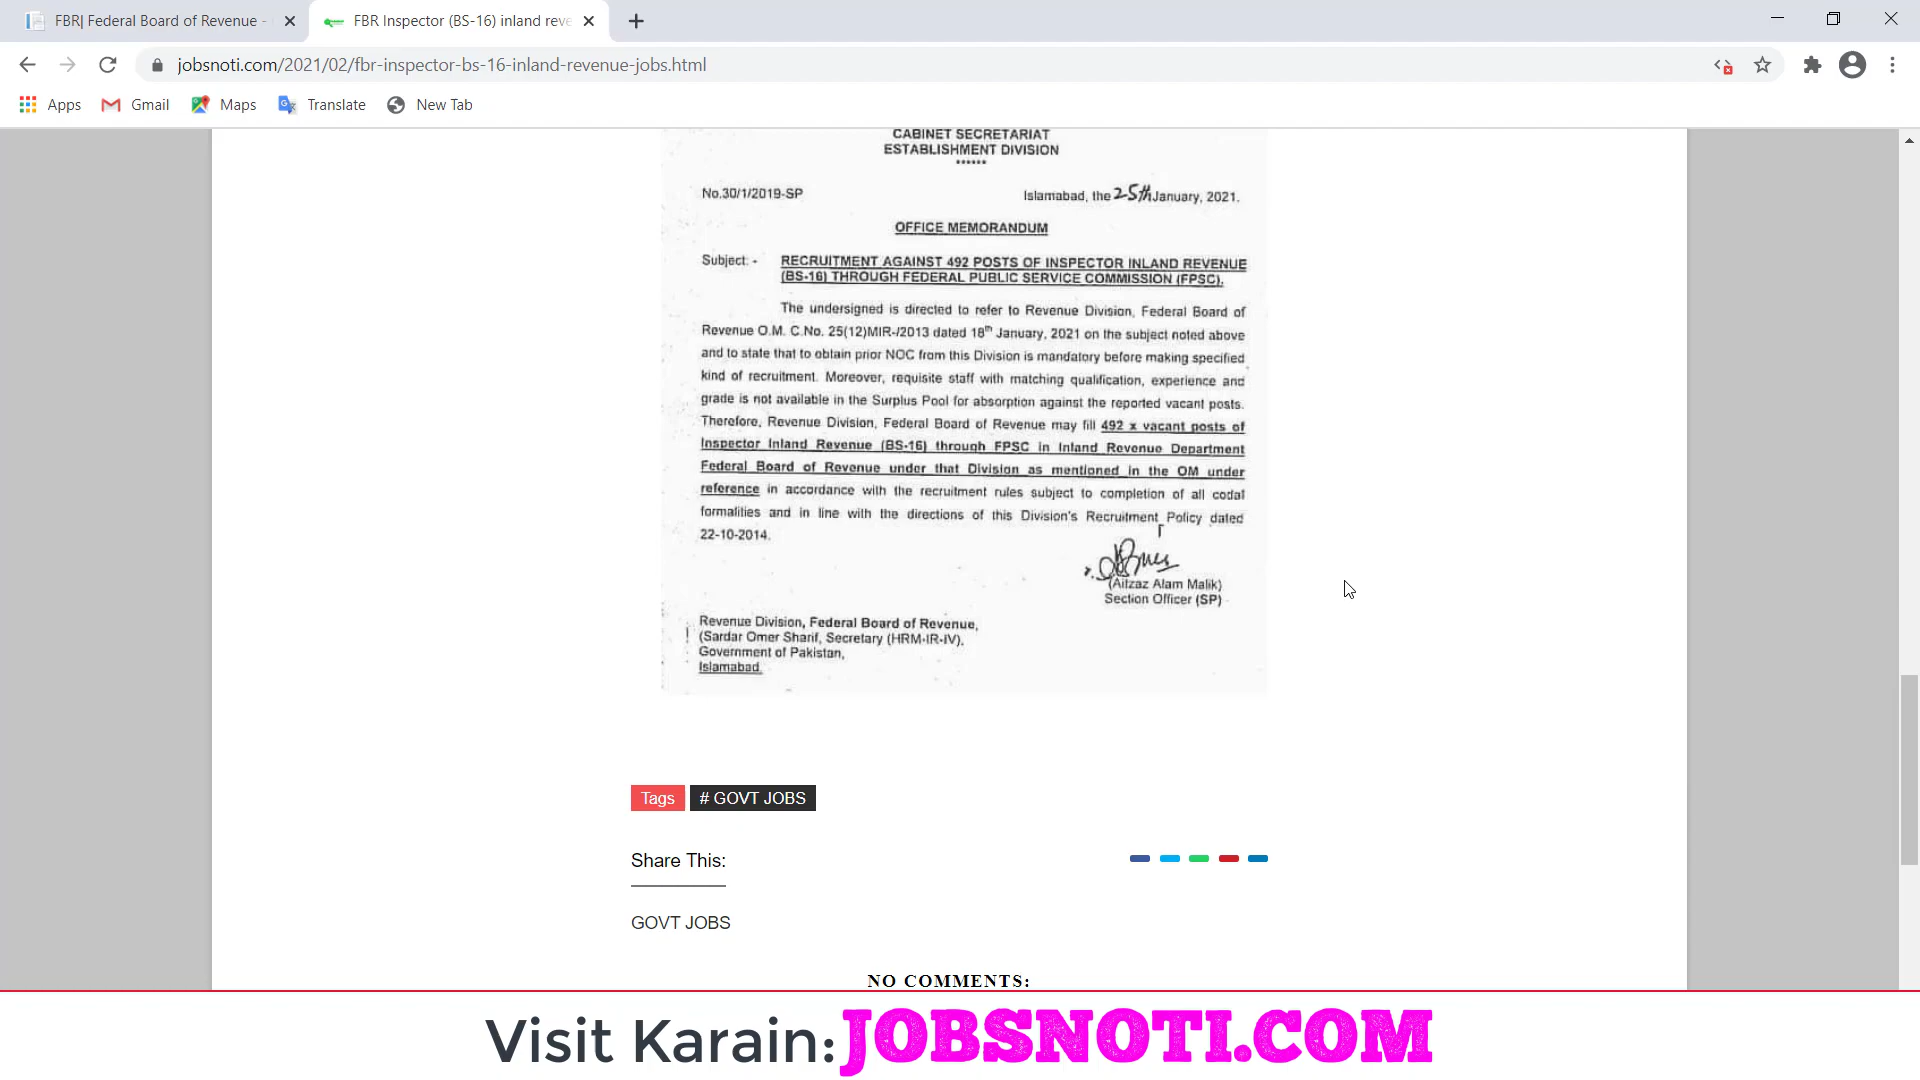 FBR| Federal Board of Revenue -
FBR Inspector (BS-16) inland reve
jobsnoti.com/2021/02/fbr-inspector-bs-16-inland-revenue-jobs.html
Apps Gmail Maps Translate New Tab
CABINET SECRETARIAT
ESTABLISHMENT DIVISION
******
No.30/1/2019-SP Islamabad, the 25th January, 2021.
OFFICE MEMORANDUM
Subject: - RECRUITMENT AGAINST 492 POSTS OF INSPECTOR INLAND REVENUE
(BS-16) THROUGH FEDERAL PUBLIC SERVICE COMMISSION (FPSC).
The undersigned is directed to refer to Revenue Division, Federal Board of
Revenue O.M. C.No. 25(12)MIR-/2013 dated 18th January, 2021 on the subject noted above
and to state that to obtain prior NOC from this Division is mandatory before making specified
kind of recruitment. Moreover, requisite staff with matching qualification, experience and
grade is not available in the Surplus Pool for absorption against the reported vacant posts.
Therefore, Revenue Division, Federal Board of Revenue may fill 492 x vacant posts of
Inspector Inland Revenue (BS-16) through FPSC in Inland Revenue Department
Federal Board of Revenue under that Division as mentioned in the OM under
reference in accordance with the recruitment rules subject to completion of all codal
formalities and in line with the directions of this Division's Recruitment Policy dated
22-10-2014.
(Aitzaz Alam Malik)
Section Officer (SP)
Revenue Division, Federal Board of Revenue,
(Sardar Omer Sharif, Secretary (HRM-IR-IV),
Government of Pakistan,
Islamabad.
Tags # GOVT JOBS
Share This:
GOVT JOBS
NO COMMENTS:
Visit Karain:JOBSNOTI.COM